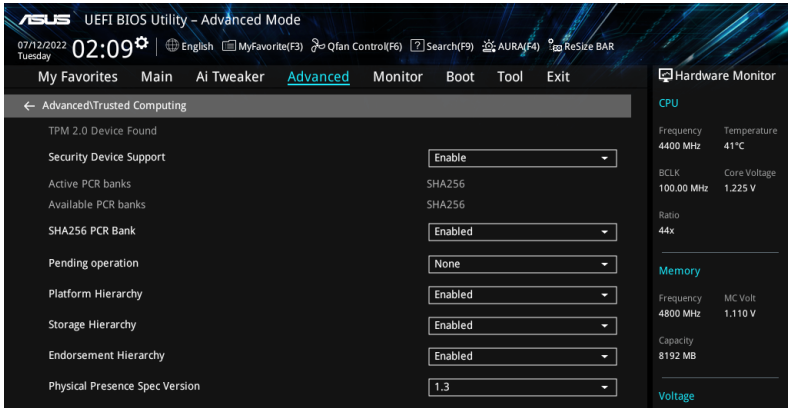 ASUS UEFI BIOS Utility – Advanced Mode
07/12/2022 Tuesday 02:09 English MyFavorite(F3) Qfan Control(F6) ? Search(F9) AURA(F4) ReSize BAR
My Favorites Main Ai Tweaker Advanced Monitor Boot Tool Exit
← Advanced\Trusted Computing
TPM 2.0 Device Found
Security Device Support Enable
Active PCR banks SHA256
Available PCR banks SHA256
SHA256 PCR Bank Enabled
Pending operation None
Platform Hierarchy Enabled
Storage Hierarchy Enabled
Endorsement Hierarchy Enabled
Physical Presence Spec Version 1.3
Hardware Monitor
CPU
Frequency Temperature
4400 MHz 41°C
BCLK Core Voltage
100.00 MHz 1.225 V
Ratio
44x
Memory
Frequency MC Volt
4800 MHz 1.110 V
Capacity
8192 MB
Voltage